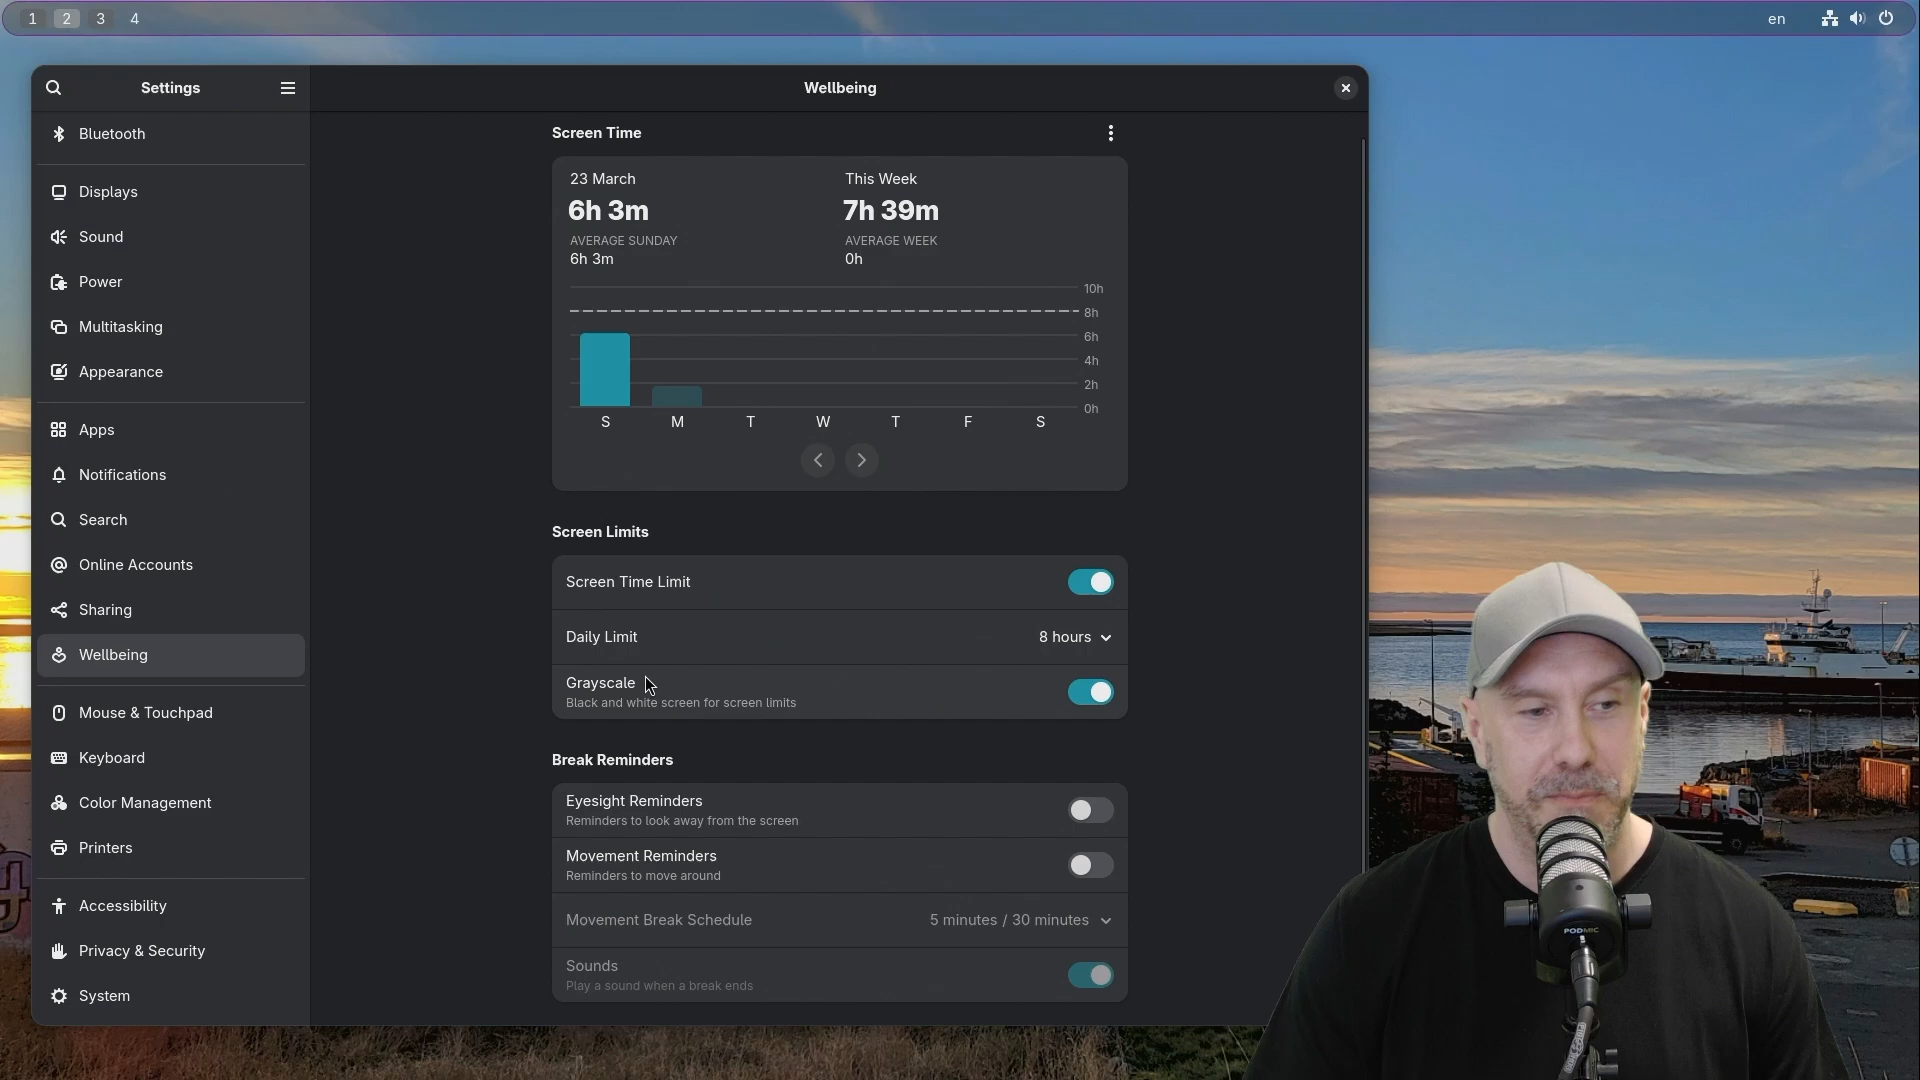 1 2 3 4
en
Settings
Wellbeing
Bluetooth
Displays
Sound
Power
Multitasking
Appearance
Apps
Notifications
Search
Online Accounts
Sharing
Wellbeing
Mouse & Touchpad
Keyboard
Color Management
Printers
Accessibility
Privacy & Security
System
Screen Time
23 March
6h 3m
AVERAGE SUNDAY
6h 3m
This Week
7h 39m
AVERAGE WEEK
0h
10h
8h
6h
4h
2h
0h
S M T W T F S
Screen Limits
Screen Time Limit
Daily Limit 8 hours
Grayscale
Black and white screen for screen limits
Break Reminders
Eyesight Reminders
Reminders to look away from the screen
Movement Reminders
Reminders to move around
Movement Break Schedule 5 minutes / 30 minutes
Sounds
Play a sound when a break ends
PODMIC